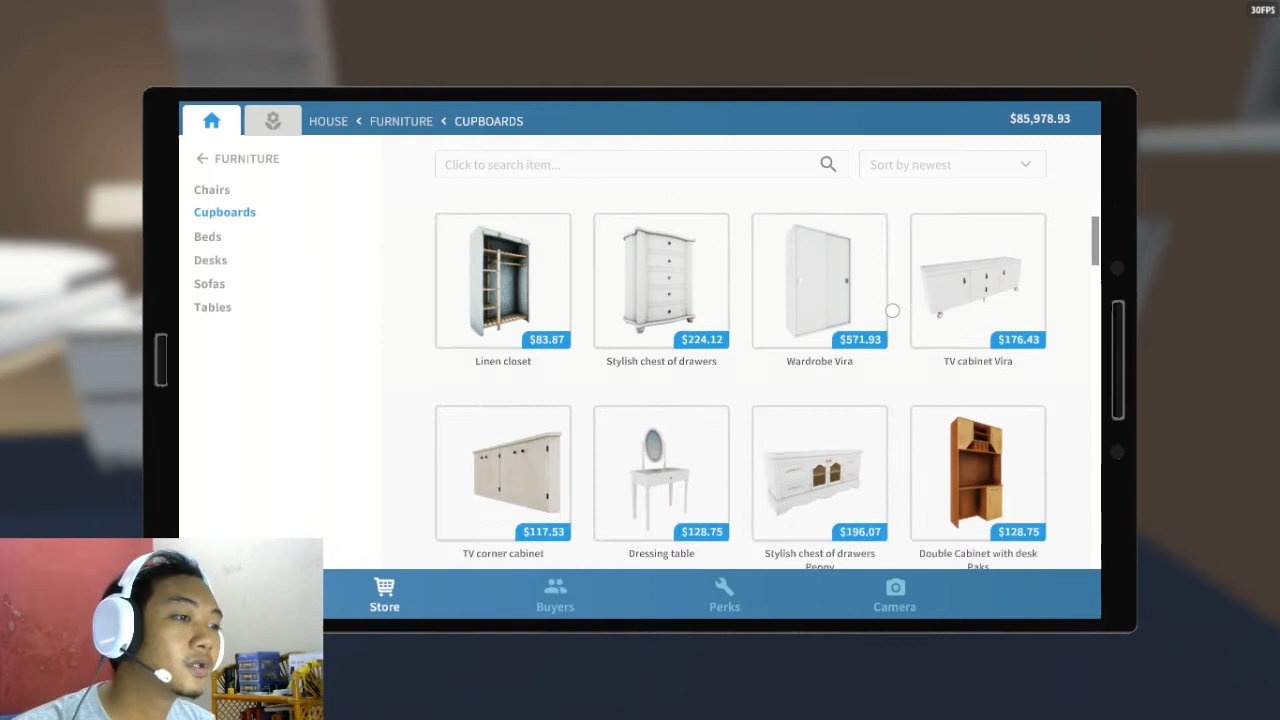 30FPS
HOUSE < FURNITURE < CUPBOARDS
$85,978.93
FURNITURE
Click to search item...
Sort by newest
Chairs
Cupboards
Beds
Desks
Sofas
Tables
$83.87
$224.12
$571.93
$176.43
Linen closet
Stylish chest of drawers
Wardrobe Vira
TV cabinet Vira
$117.53
$128.75
$196.07
$128.75
TV corner cabinet
Dressing table
Stylish chest of drawers
Peony
Double Cabinet with desk
Paks
Store
Buyers
Perks
Camera